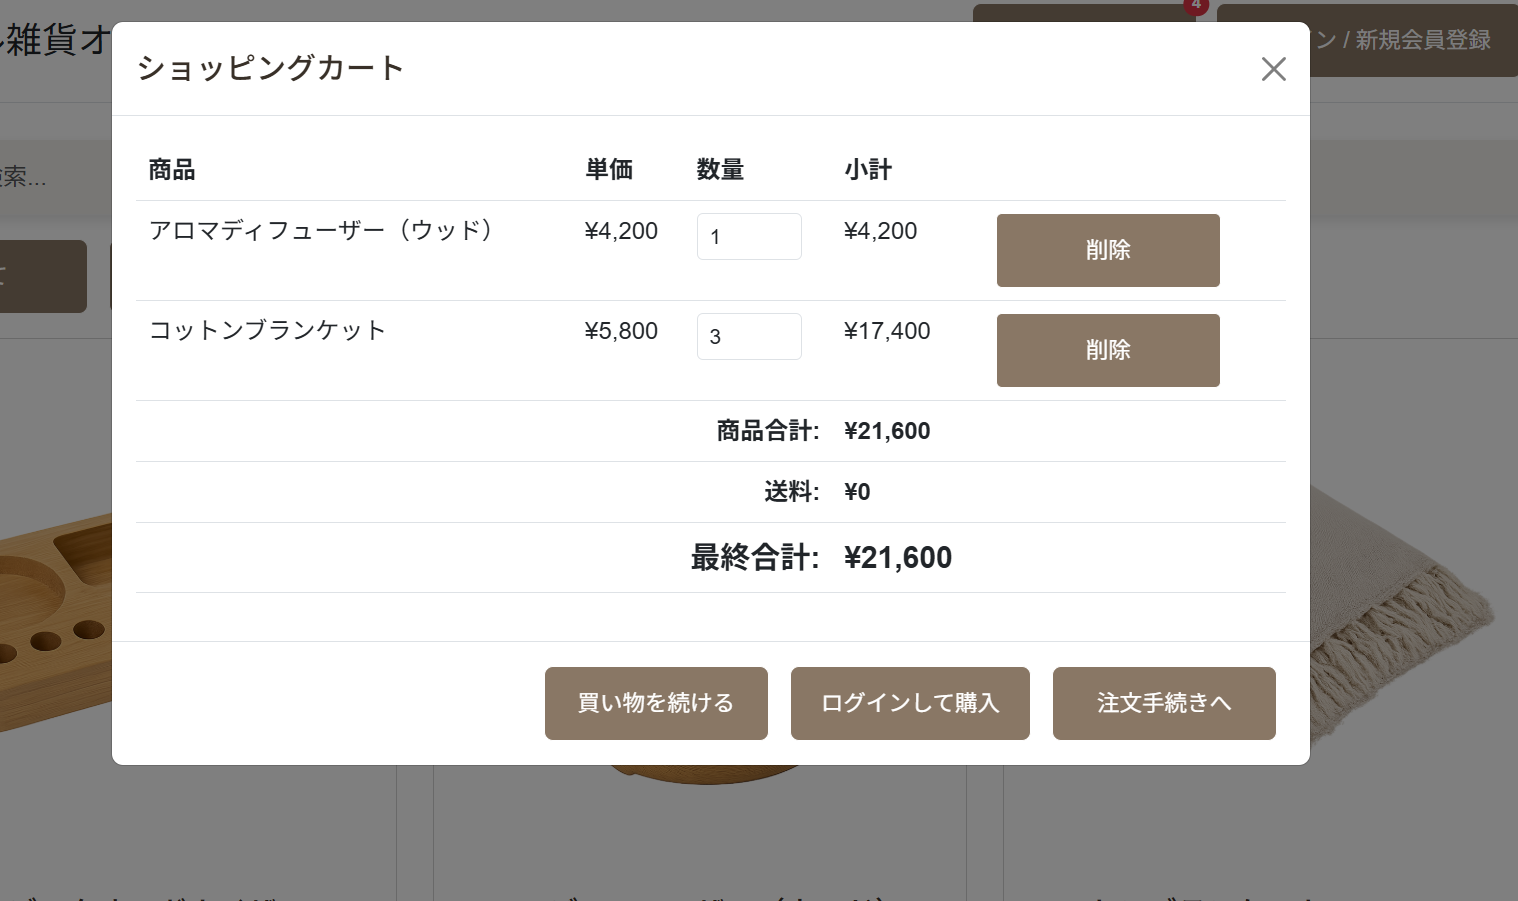 雑貨オ
4
ン / 新規会員登録
ショッピングカート
索...
商品 単価 数量 小計
アロマディフューザー（ウッド） ¥4,200 1 ¥4,200 削除
コットンブランケット ¥5,800 3 ¥17,400 削除
商品合計: ¥21,600
送料: ¥0
最終合計: ¥21,600
買い物を続ける ログインして購入 注文手続きへ